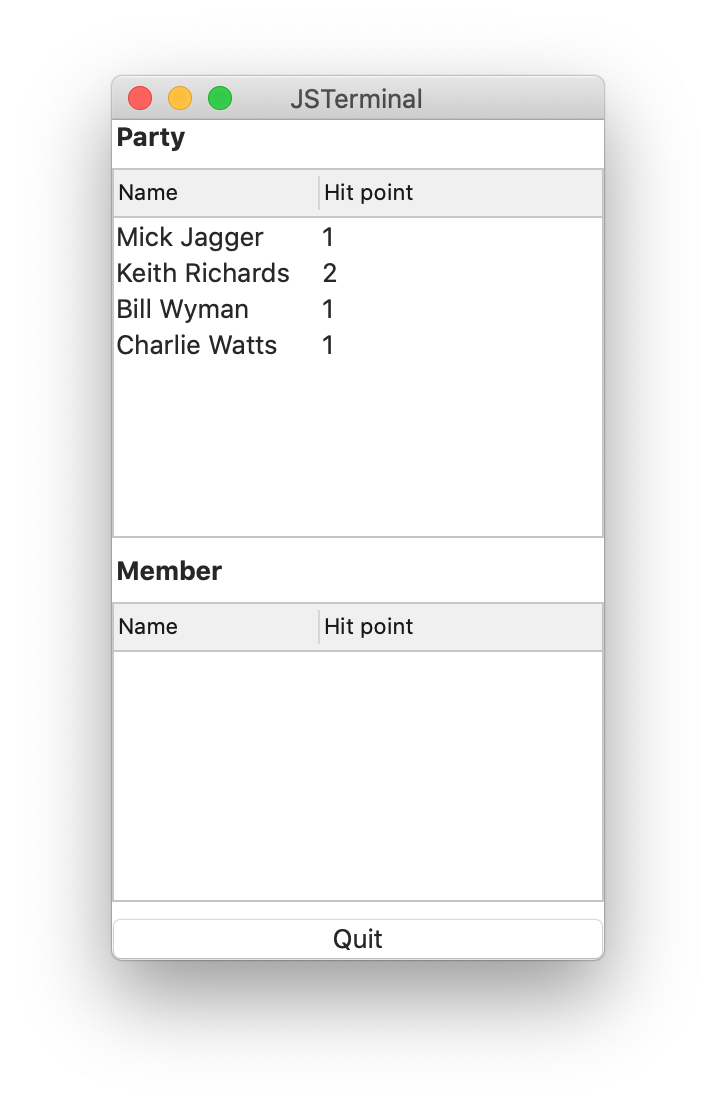 JSTerminal
Party
Name Hit point
Mick Jagger 1
Keith Richards 2
Bill Wyman 1
Charlie Watts 1
Member
Name Hit point
Quit